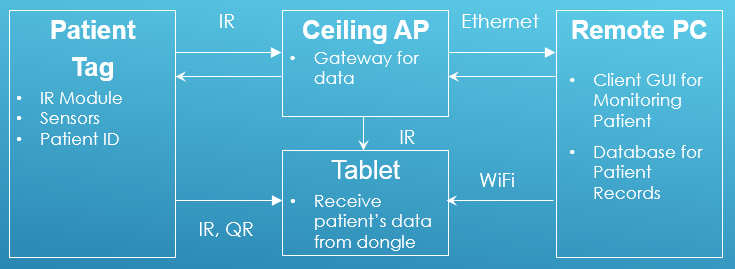 Patient
Tag
• IR Module
• Sensors
• Patient ID
IR
Ceiling AP
• Gateway for
data
Ethernet
Remote PC
• Client GUI for
Monitoring
Patient
• Database for
Patient
Records
IR
Tablet
• Receive
patient's data
from dongle
IR, QR
WiFi